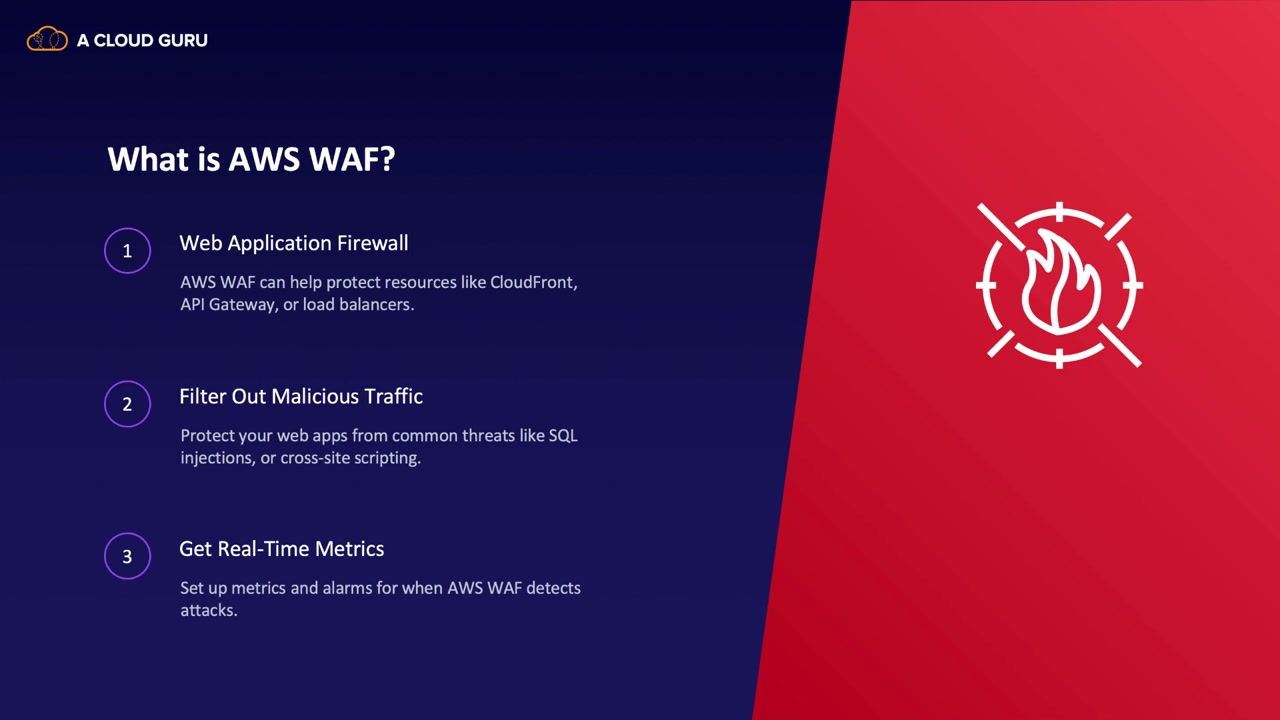 A CLOUD GURU
What is AWS WAF?
1
Web Application Firewall
AWS WAF can help protect resources like CloudFront,
API Gateway, or load balancers.
2
Filter Out Malicious Traffic
Protect your web apps from common threats like SQL
injections, or cross-site scripting.
3
Get Real-Time Metrics
Set up metrics and alarms for when AWS WAF detects
attacks.